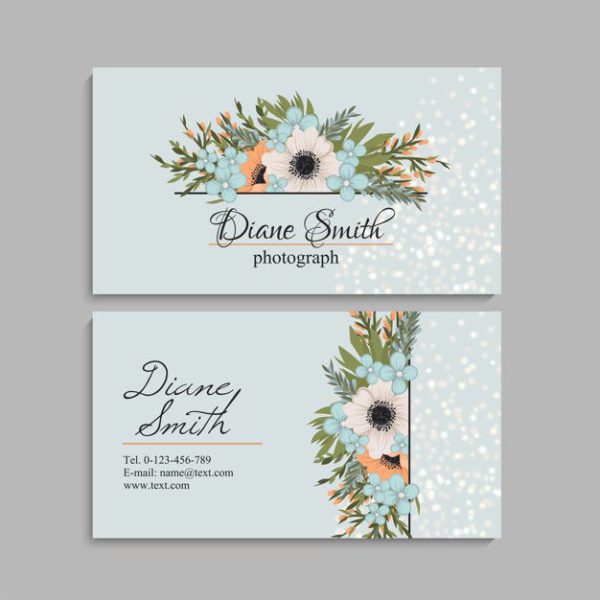 Diane Smith
photograph
Diane
Smith
Tel. 0-123-456-789
E-mail: name@text.com
www.text.com